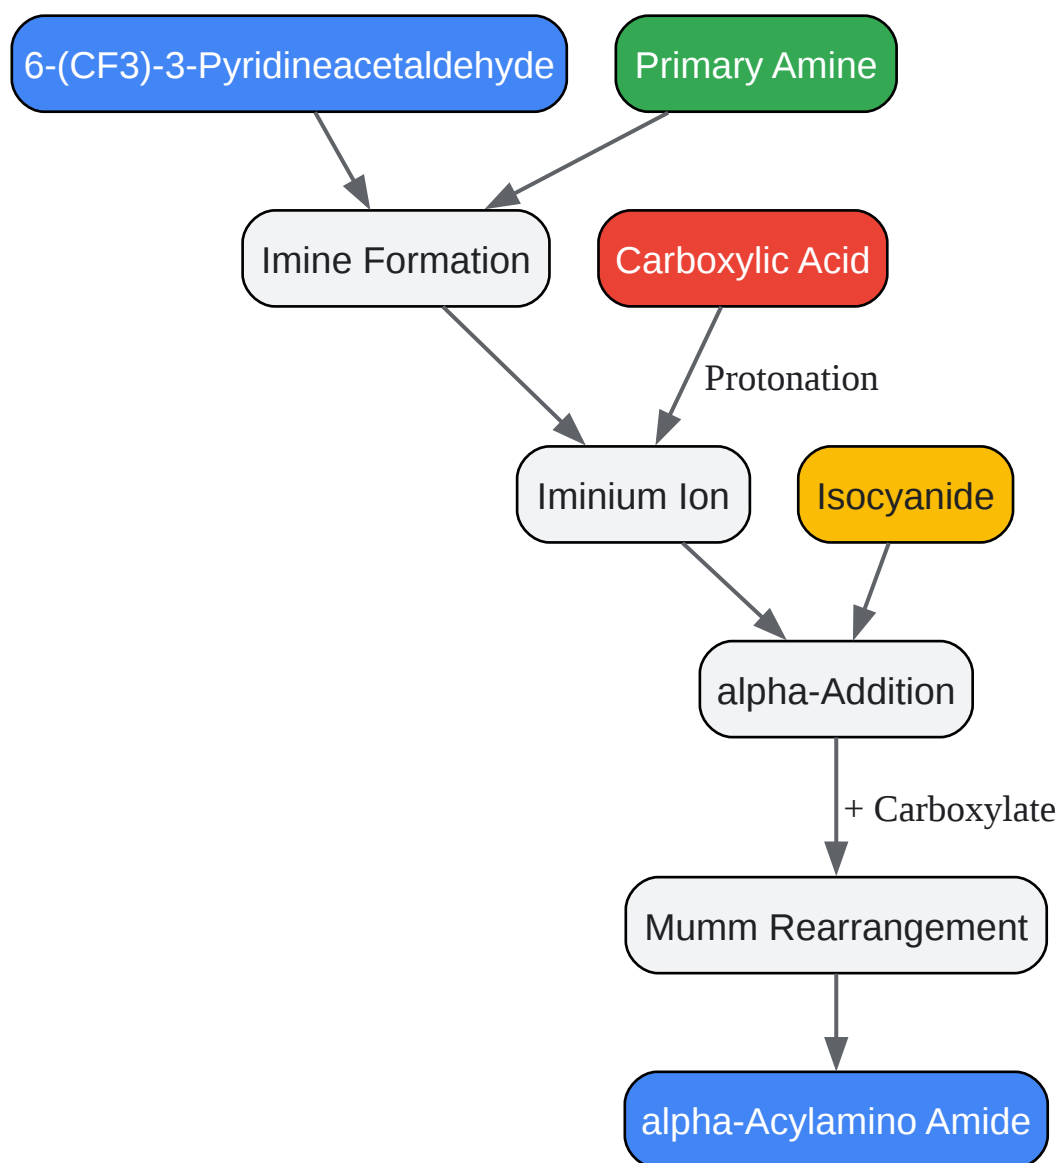 6-(CF3)-3-Pyridineacetaldehyde
Primary Amine
Imine Formation
Carboxylic Acid
Protonation
Iminium Ion
Isocyanide
alpha-Addition
+ Carboxylate
Mumm Rearrangement
alpha-Acylamino Amide